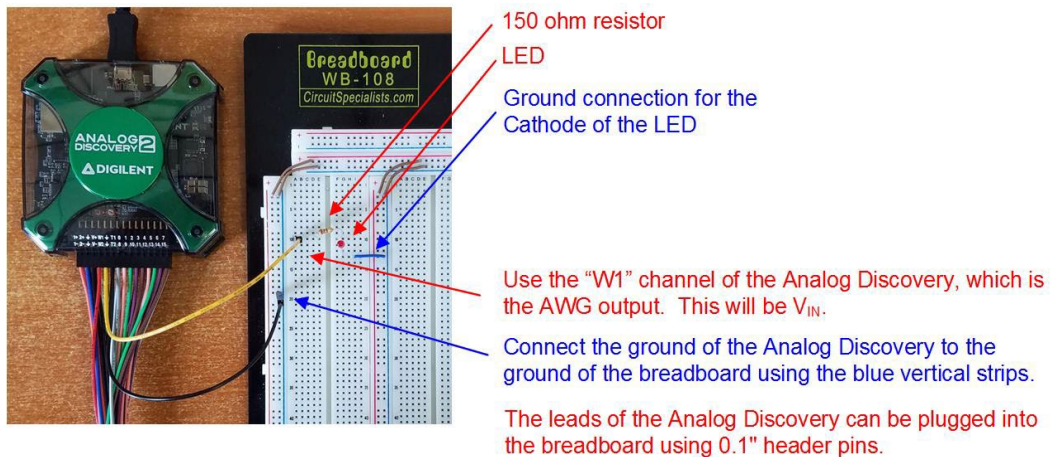 150 ohm resistor
LED
Ground connection for the
Cathode of the LED
Breadboard
WB-108
CircuitSpecialists.com
ANALOG
DISCOVERY 2
DIGILENT
Use the “W1” channel of the Analog Discovery, which is
the AWG output. This will be VIN.
Connect the ground of the Analog Discovery to the
ground of the breadboard using the blue vertical strips.
The leads of the Analog Discovery can be plugged into
the breadboard using 0.1" header pins.